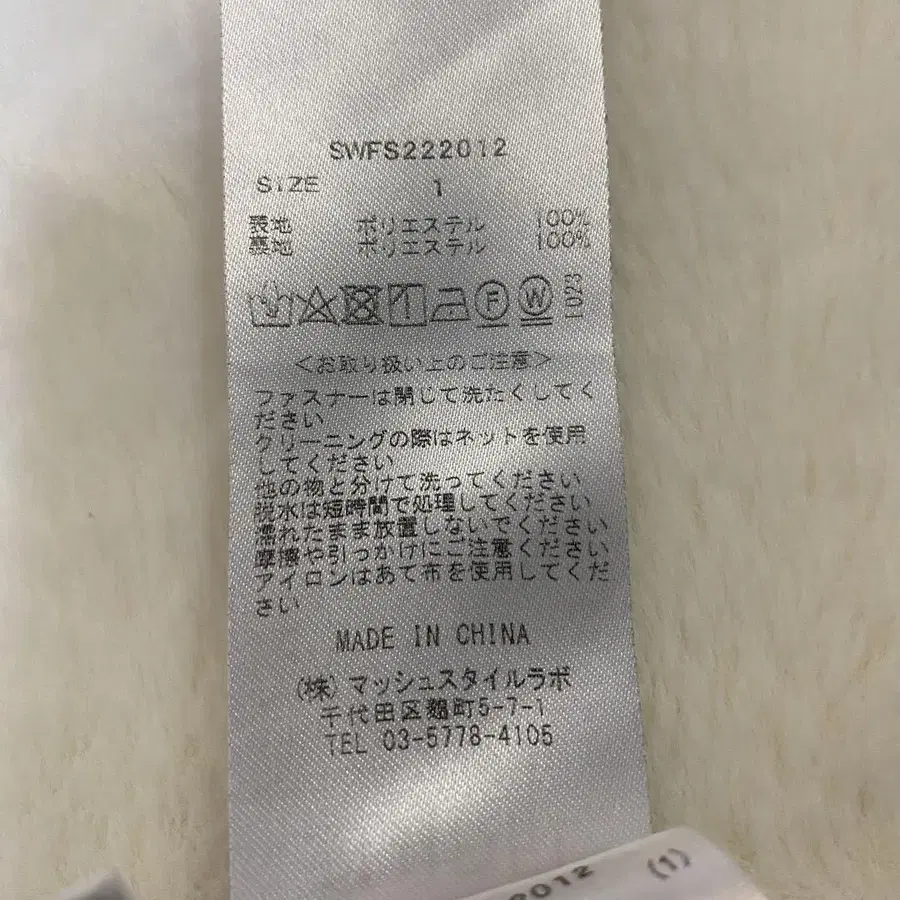 SWFS222012
SIZE 1
表地 ポリエステル 100%
裏地 ポリエステル 100%
F W
<お取り扱い上のご注意>
ファスナーは閉じて洗たくしてく
ださい
クリーニングの際はネットを使用
してください
他の物と分けて洗ってください
脱水は短時間で処理してください
濡れたまま放置しないでください
摩擦や引っかけにご注意ください
アイロンはあて布を使用してくだ
さい
MADE IN CHINA
(株)マッシュスタイルラボ
千代田区麹町5-7-1
TEL 03-5778-4105
2012 (1)